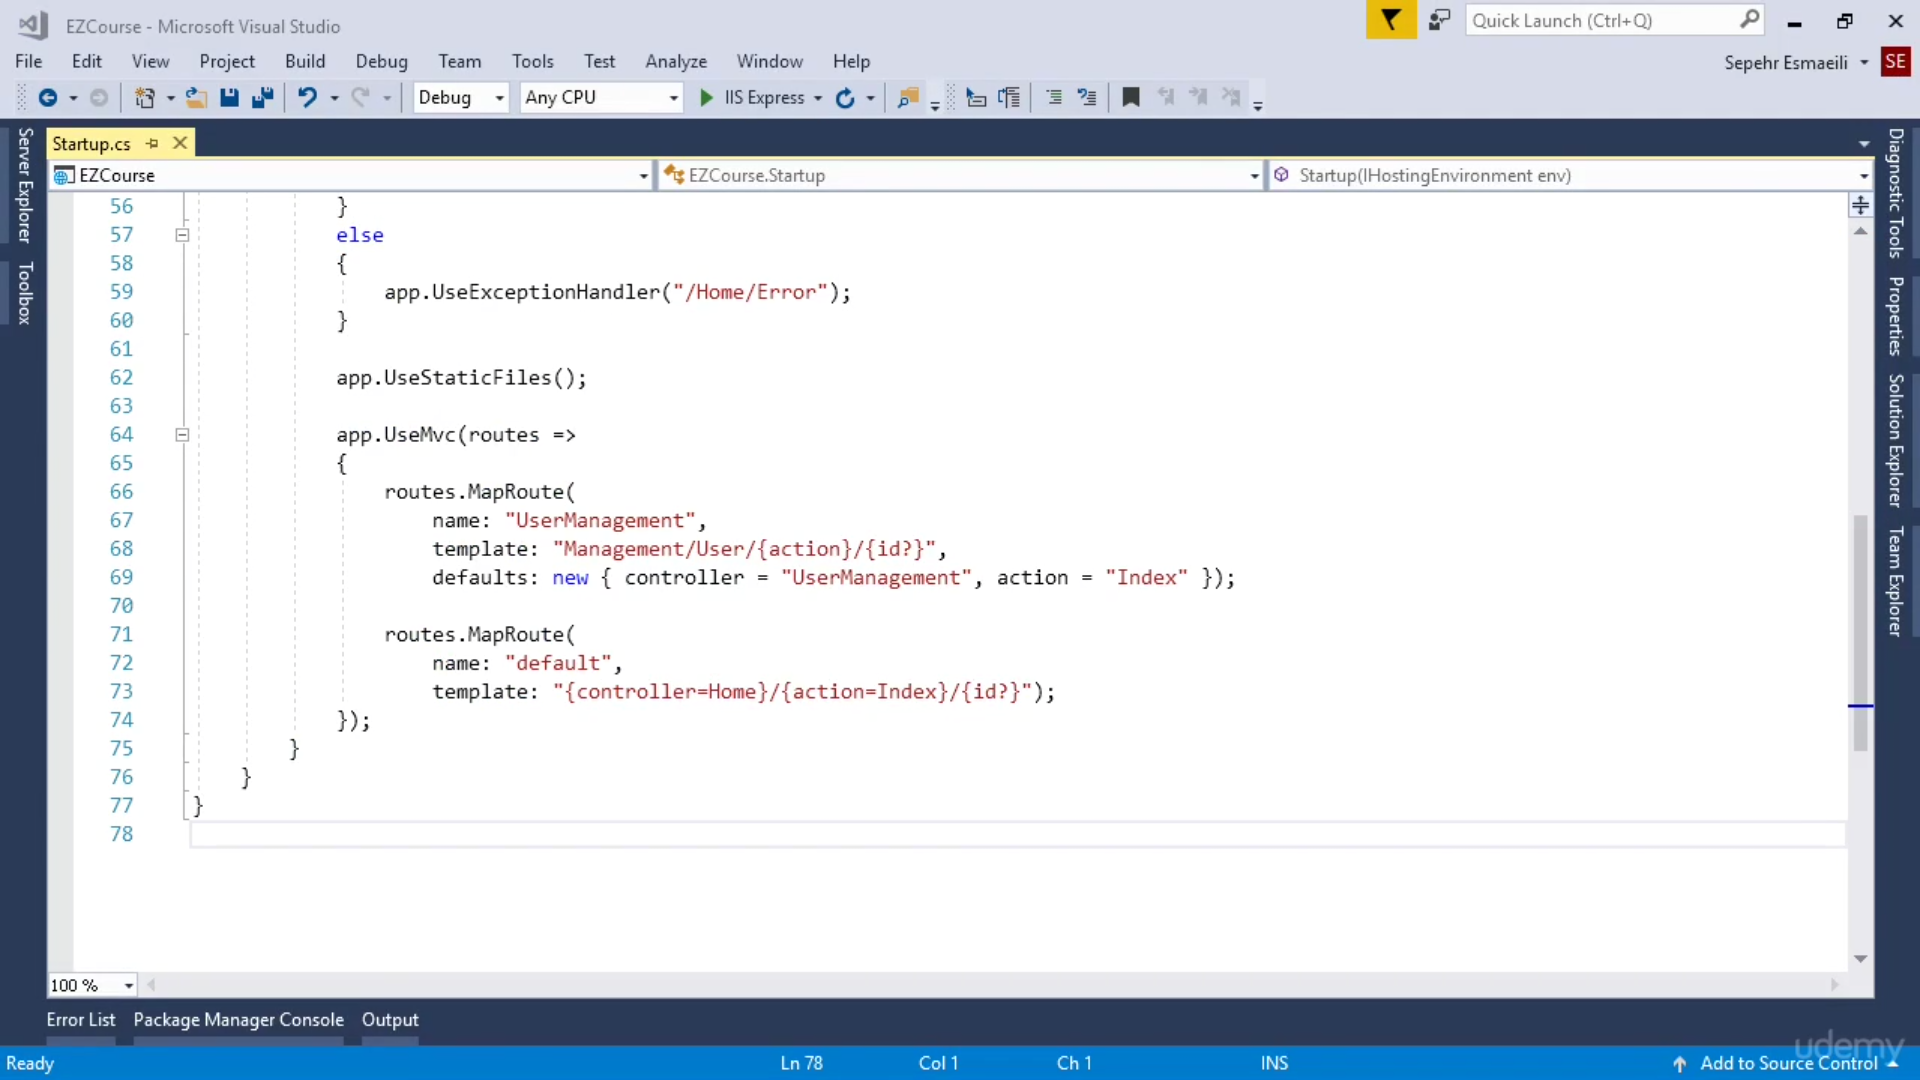 EZCourse - Microsoft Visual Studio
Quick Launch (Ctrl+Q)
File Edit View Project Build Debug Team Tools Test Analyze Window Help
Sepehr Esmaeili SE
Debug Any CPU IIS Express
Server Explorer
Toolbox
Startup.cs
EZCourse EZCourse.Startup Startup(IHostingEnvironment env)
56 }
57 else
58 {
59 app.UseExceptionHandler("/Home/Error");
60 }
61
62 app.UseStaticFiles();
63
64 app.UseMvc(routes =>
65 {
66 routes.MapRoute(
67 name: "UserManagement",
68 template: "Management/User/{action}/{id?}",
69 defaults: new { controller = "UserManagement", action = "Index" });
70
71 routes.MapRoute(
72 name: "default",
73 template: "{controller=Home}/{action=Index}/{id?}");
74 });
75 }
76 }
77 }
78
Diagnostic Tools
Properties
Solution Explorer
Team Explorer
100 %
Error List Package Manager Console Output
udemy
Ready Ln 78 Col 1 Ch 1 INS Add to Source Control